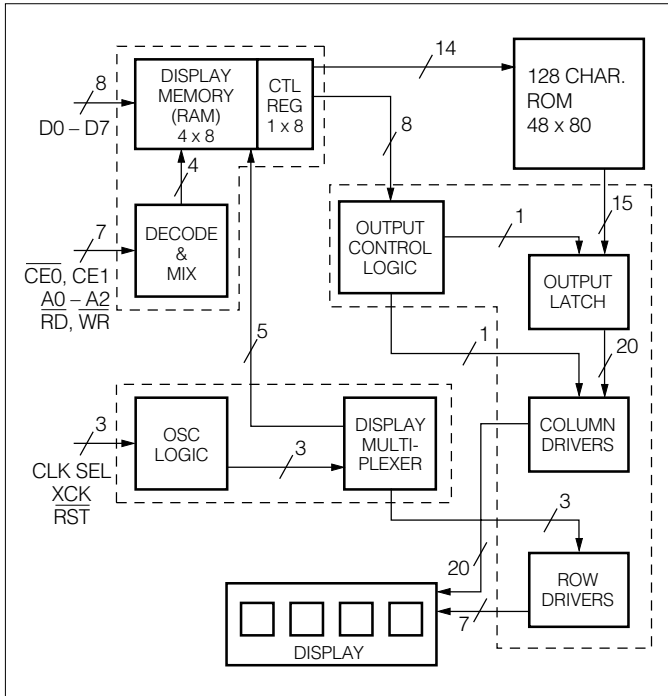 8
D0 – D7
DISPLAY
MEMORY
(RAM)
4 x 8
CTL
REG
1 x 8
14
128 CHAR.
ROM
48 x 80
8
4
7
CE0, CE1
A0 – A2
RD, WR
DECODE
&
MIX
OUTPUT
CONTROL
LOGIC
1
15
OUTPUT
LATCH
1
20
5
3
CLK SEL
XCK
RST
OSC
LOGIC
3
DISPLAY
MULTI-
PLEXER
COLUMN
DRIVERS
3
20
ROW
DRIVERS
7
DISPLAY